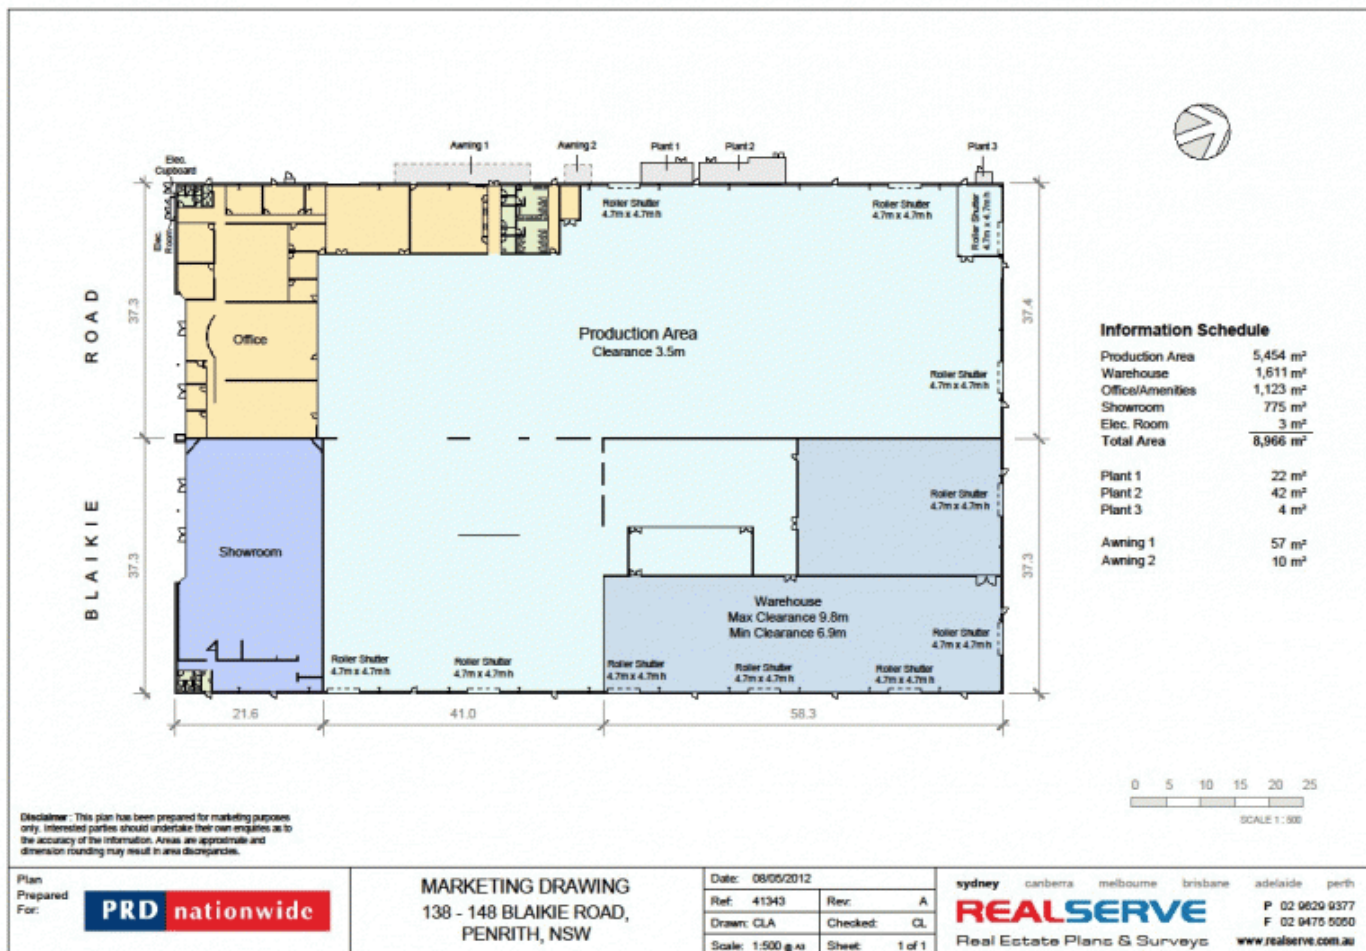 Elec.
Cupboard
Awning 1
Awning 2
Plant 1
Plant 2
Plant 3
Elec.
Room
Roller Shutter
4.7m x 4.7mh
Roller Shutter
4.7m x 4.7mh
Roller Shutter
4.7m x 4.7mh
BLAIKIE ROAD
37.3
37.4
Office
Production Area
Clearance 3.5m
Roller Shutter
4.7m x 4.7mh
37.3
37.3
Showroom
Roller Shutter
4.7m x 4.7mh
Warehouse
Max Clearance 9.8m
Min Clearance 6.9m
Roller Shutter
4.7m x 4.7mh
Roller Shutter
4.7m x 4.7mh
Roller Shutter
4.7m x 4.7mh
Roller Shutter
4.7m x 4.7mh
Roller Shutter
4.7m x 4.7mh
Roller Shutter
4.7m x 4.7mh
21.6
41.0
58.3
Information Schedule
Production Area 5,454 m²
Warehouse 1,611 m²
Office/Amenities 1,123 m²
Showroom 775 m²
Elec. Room 3 m²
Total Area 8,966 m²
Plant 1 22 m²
Plant 2 42 m²
Plant 3 4 m²
Awning 1 57 m²
Awning 2 10 m²
0 5 10 15 20 25
SCALE 1 : 500
Disclaimer : This plan has been prepared for marketing purposes
only. Interested parties should undertake their own enquiries as to
the accuracy of the information. Areas are approximate and
dimension rounding may result in area discrepancies.
Plan
Prepared
For:
PRD nationwide
MARKETING DRAWING
138 - 148 BLAIKIE ROAD,
PENRITH, NSW
Date: 08/05/2012
Ref: 41343 Rev: A
Drawn: CLA Checked: CL
Scale: 1:500 @ A3 Sheet: 1 of 1
sydney canberra melbourne brisbane adelaide perth
REALSERVE
Real Estate Plans & Surveys
P 02 9629 9377
F 02 9475 5050
www.realserve.com.au